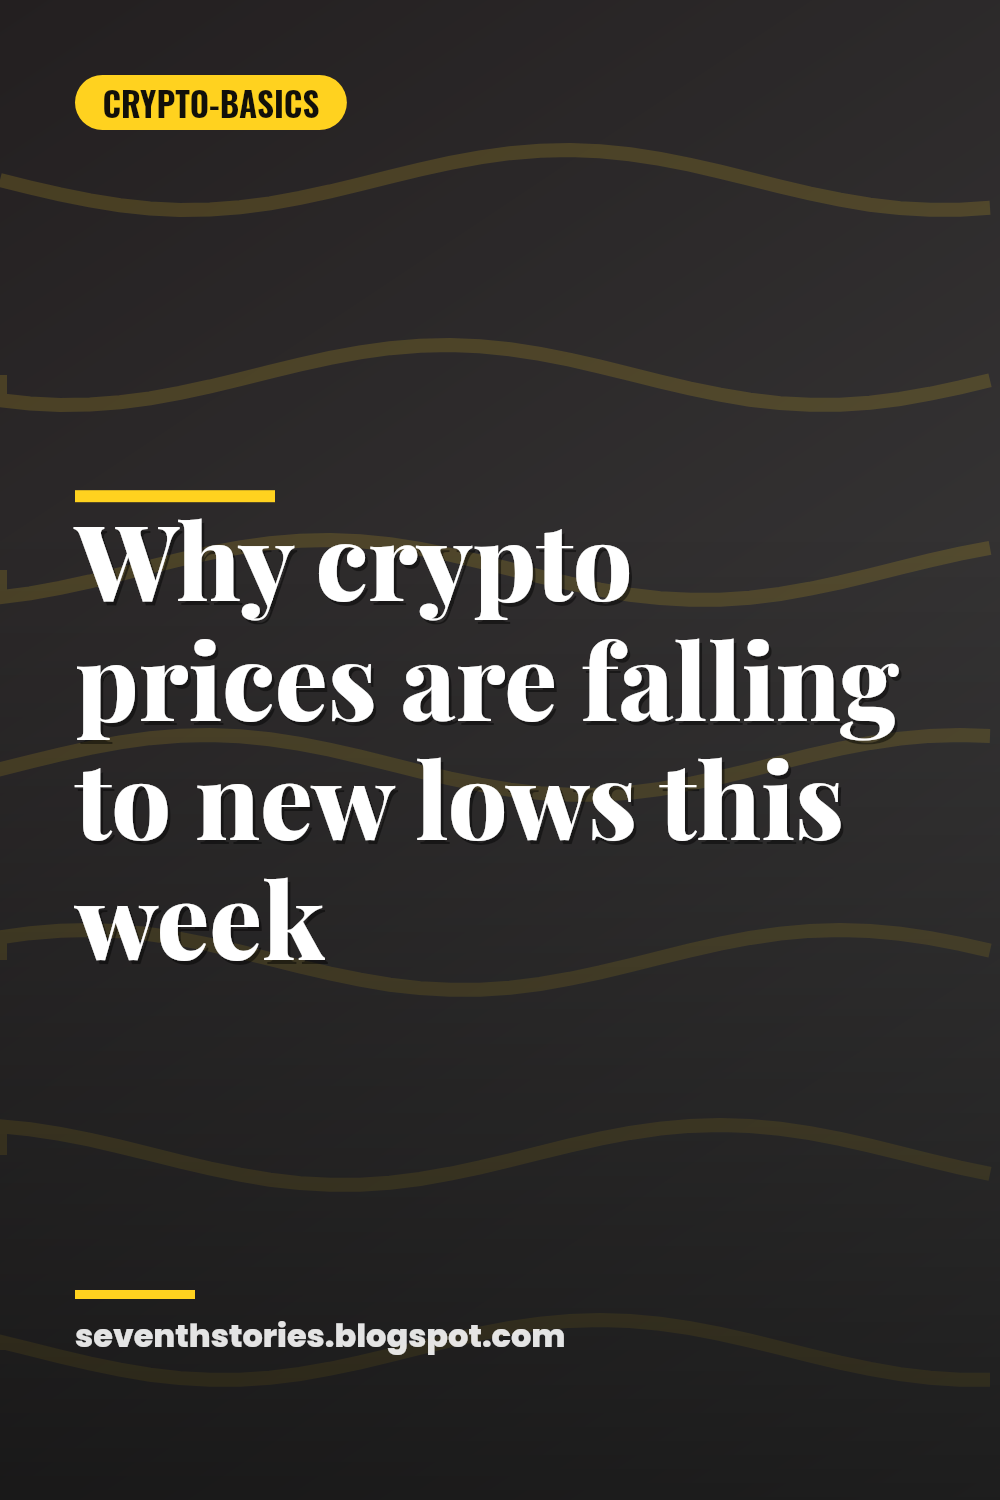 CRYPTO-BASICS
Why crypto
prices are falling
to new lows this
week
seventhstories.blogspot.com